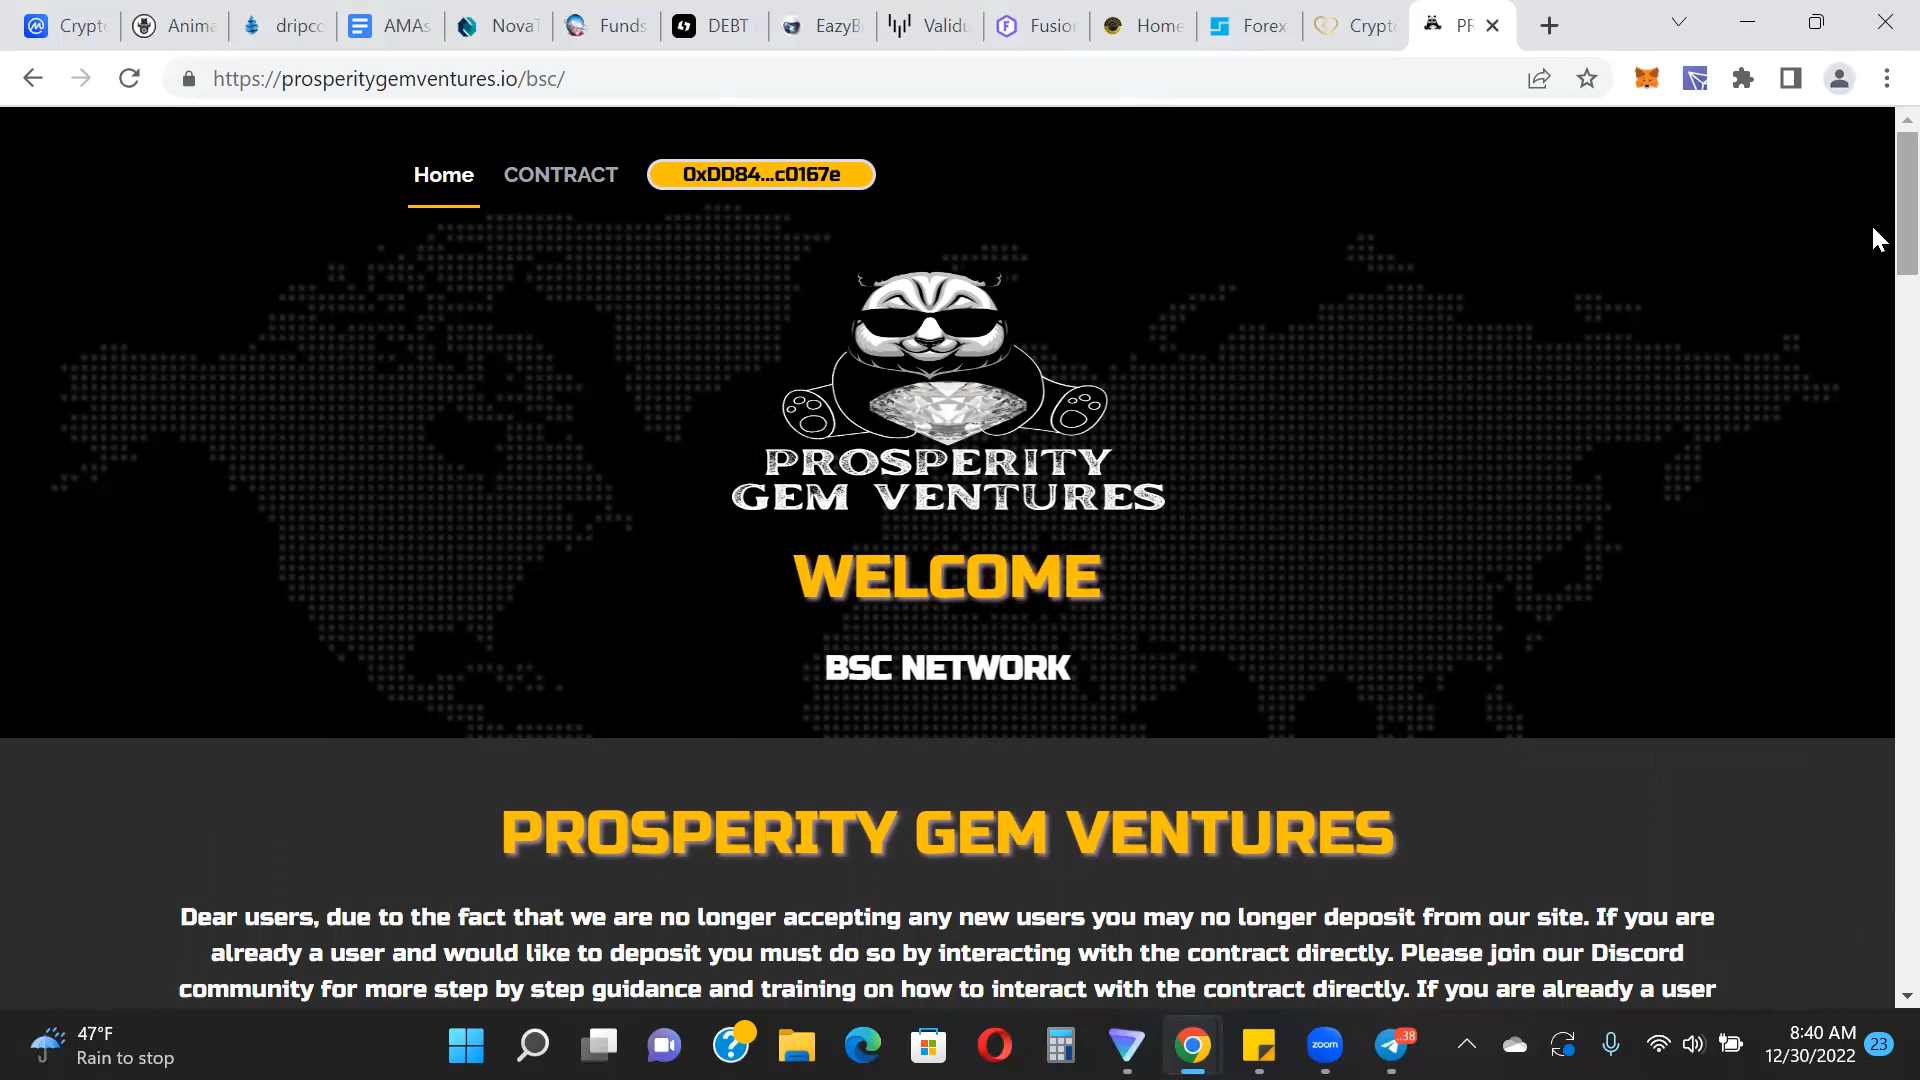 Crypt
Anima
dripco
AMAs
NovaT
Funds
DEBT
EazyB
Valid
Fusion
Home
Forex
Crypt
PR
https://prosperitygemventures.io/bsc/
Home
CONTRACT
0xDD84...c0167e
PROSPERITY
GEM VENTURES
WELCOME
BSC NETWORK
PROSPERITY GEM VENTURES
Dear users, due to the fact that we are no longer accepting any new users you may no longer deposit from our site. If you are
already a user and would like to deposit you must do so by interacting with the contract directly. Please join our Discord
community for more step by step guidance and training on how to interact with the contract directly. If you are already a user
47°F
Rain to stop
zoom
..38
8:40 AM
12/30/2022
23